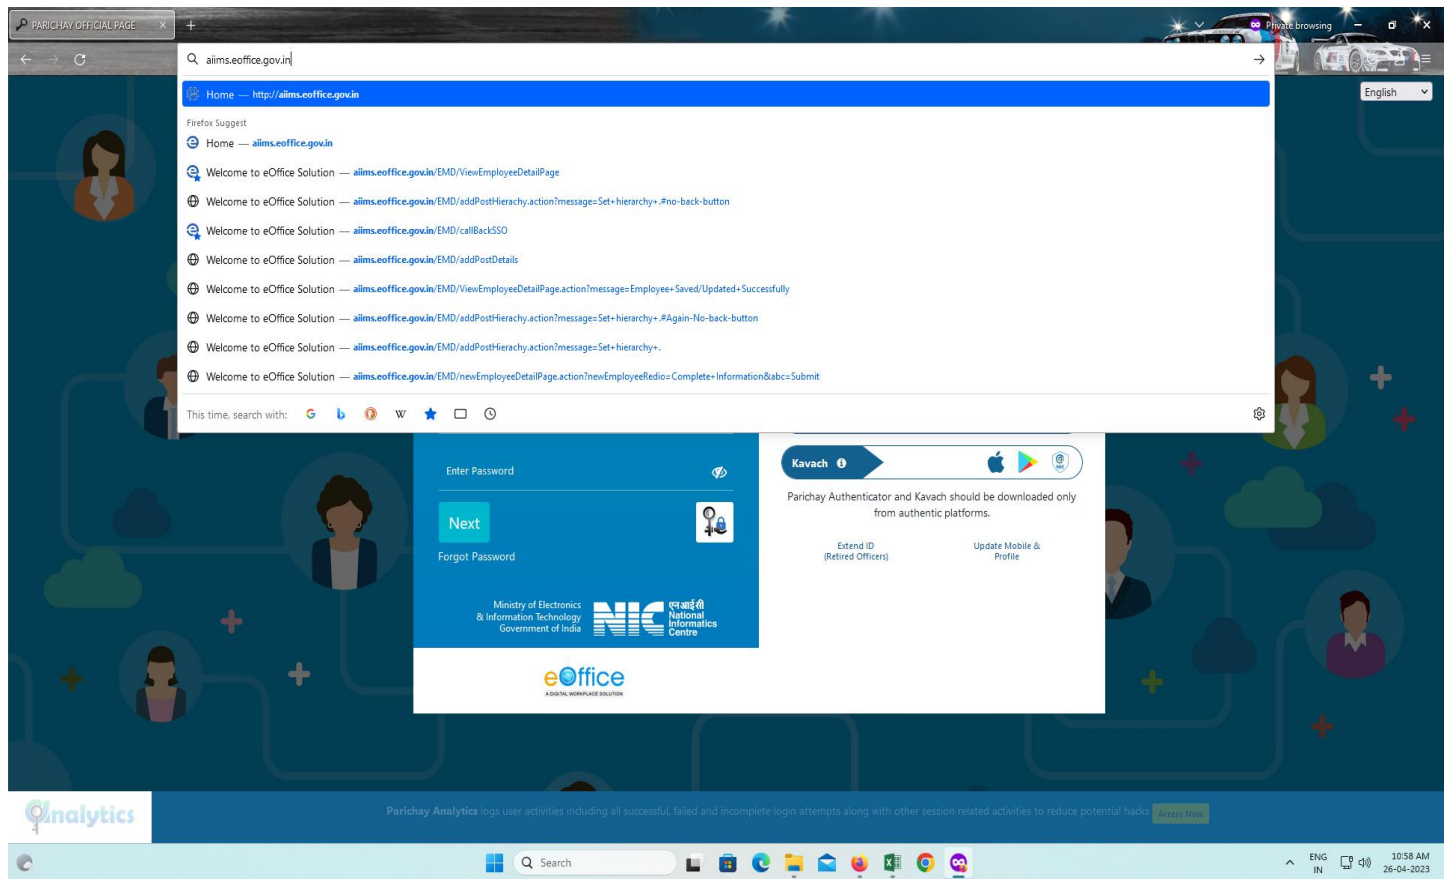 PARICHAY OFFICIAL PAGE
Private browsing
aiims.eoffice.gov.in
English
Home — http://aiims.eoffice.gov.in
Firefox Suggest
Home — aiims.eoffice.gov.in
Welcome to eOffice Solution — aiims.eoffice.gov.in/EMD/ViewEmployeeDetailPage
Welcome to eOffice Solution — aiims.eoffice.gov.in/EMD/addPostHierachy.action?message=Set+hierarchy+.#no-back-button
Welcome to eOffice Solution — aiims.eoffice.gov.in/EMD/callBackSSO
Welcome to eOffice Solution — aiims.eoffice.gov.in/EMD/addPostDetails
Welcome to eOffice Solution — aiims.eoffice.gov.in/EMD/ViewEmployeeDetailPage.action?message=Employee+Saved/Updated+Successfully
Welcome to eOffice Solution — aiims.eoffice.gov.in/EMD/addPostHierachy.action?message=Set+hierarchy+.#Again-No-back-button
Welcome to eOffice Solution — aiims.eoffice.gov.in/EMD/addPostHierachy.action?message=Set+hierarchy+.
Welcome to eOffice Solution — aiims.eoffice.gov.in/EMD/newEmployeeDetailPage.action?newEmployeeRedio=Complete+Information&abc=Submit
This time, search with:
Enter Password
Kavach
Parichay Authenticator and Kavach should be downloaded only
from authentic platforms.
Next
Forgot Password
Extend ID
(Retired Officers)
Update Mobile &
Profile
Ministry of Electronics
& Information Technology
Government of India
NIC
एन आई सी
National
Informatics
Centre
eOffice
A DIGITAL WORKPLACE SOLUTION
Analytics
Parichay Analytics logs user activities including all successful, failed and incomplete login attempts along with other session related activities to reduce potential hacks
Access Now
Search
ENG
IN
10:58 AM
26-04-2023